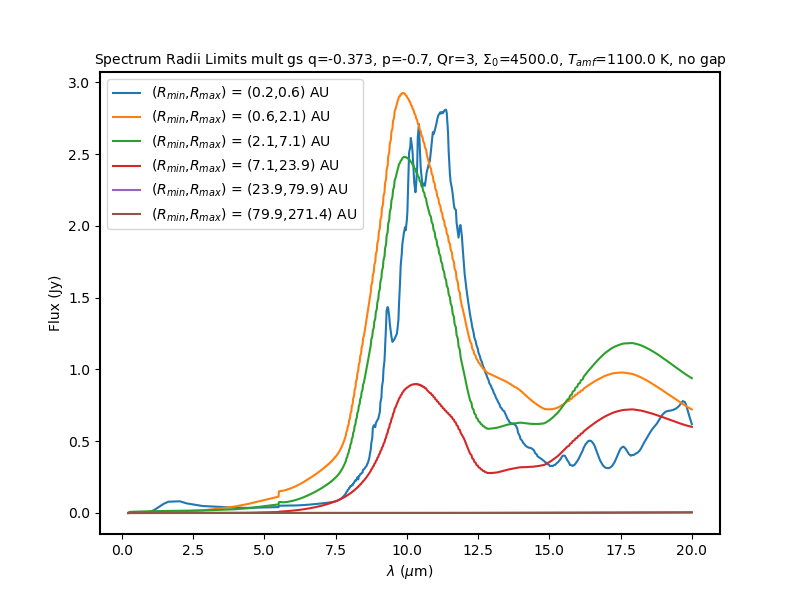 Spectrum Radii Limits mult gs q=-0.373, p=-0.7, Qr=3, Σ₀=4500.0, T_amf=1100.0 K, no gap
(R_min,R_max) = (0.2,0.6) AU
(R_min,R_max) = (0.6,2.1) AU
(R_min,R_max) = (2.1,7.1) AU
(R_min,R_max) = (7.1,23.9) AU
(R_min,R_max) = (23.9,79.9) AU
(R_min,R_max) = (79.9,271.4) AU
3.0
2.5
2.0
1.5
1.0
0.5
0.0
Flux (Jy)
0.0 2.5 5.0 7.5 10.0 12.5 15.0 17.5 20.0
λ (μm)